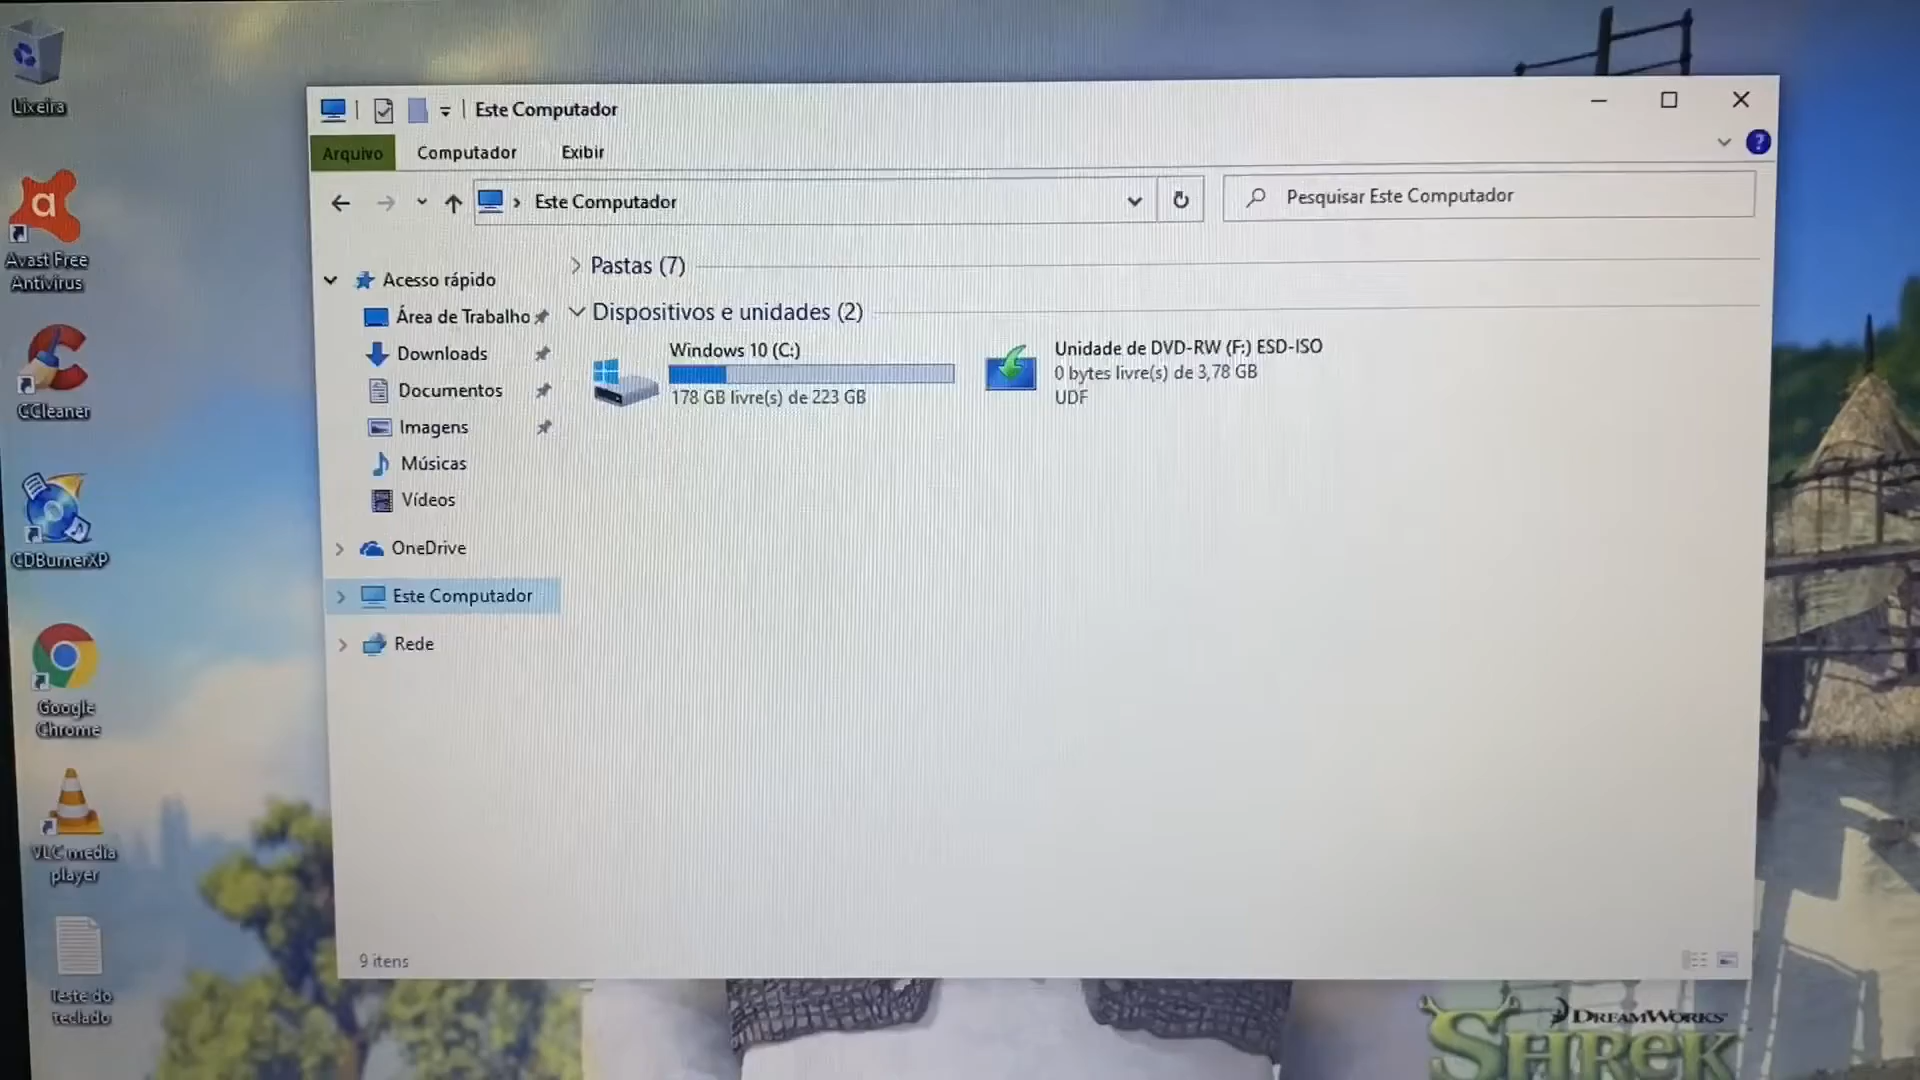 Lixeira
Avast Free
Antivirus
CCleaner
CDBurnerXP
Google
Chrome
VLC media
player
Teste do
teclado
Este Computador
Arquivo
Computador
Exibir
Este Computador
Pesquisar Este Computador
Acesso rápido
Área de Trabalho
Downloads
Documentos
Imagens
Músicas
Vídeos
OneDrive
Este Computador
Rede
Pastas (7)
Dispositivos e unidades (2)
Windows 10 (C:)
178 GB livre(s) de 223 GB
Unidade de DVD-RW (F:) ESD-ISO
0 bytes livre(s) de 3,78 GB
UDF
9 itens
DREAMWORKS
SHREK